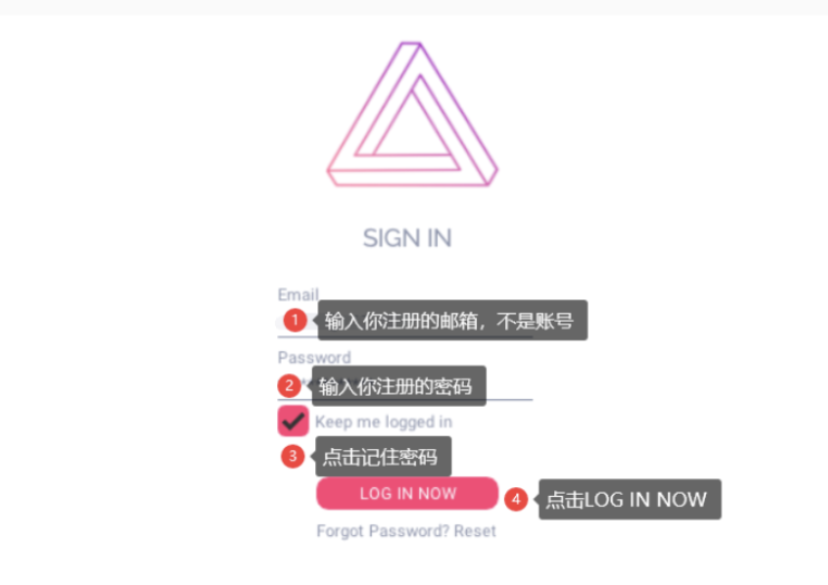 SIGN IN
Email
1 输入你注册的邮箱，不是账号
Password
2 输入你注册的密码
Keep me logged in
3 点击记住密码
LOG IN NOW
4 点击LOG IN NOW
Forgot Password? Reset